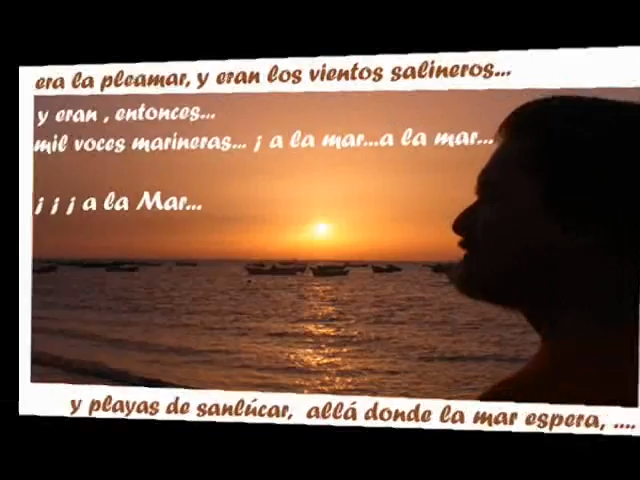 era la pleamar, y eran los vientos salineros...
y eran , entonces...
mil voces marineras... ¡ a la mar...a la mar...
¡ ¡ ¡ a la Mar...
y playas de sanlúcar, allá donde la mar espera, ....